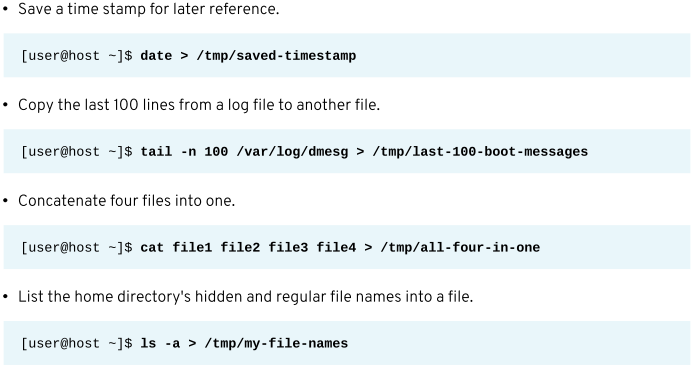 • Save a time stamp for later reference.
[user@host ~]$ date > /tmp/saved-timestamp
• Copy the last 100 lines from a log file to another file.
[user@host ~]$ tail -n 100 /var/log/dmesg > /tmp/last-100-boot-messages
• Concatenate four files into one.
[user@host ~]$ cat file1 file2 file3 file4 > /tmp/all-four-in-one
• List the home directory's hidden and regular file names into a file.
[user@host ~]$ ls -a > /tmp/my-file-names